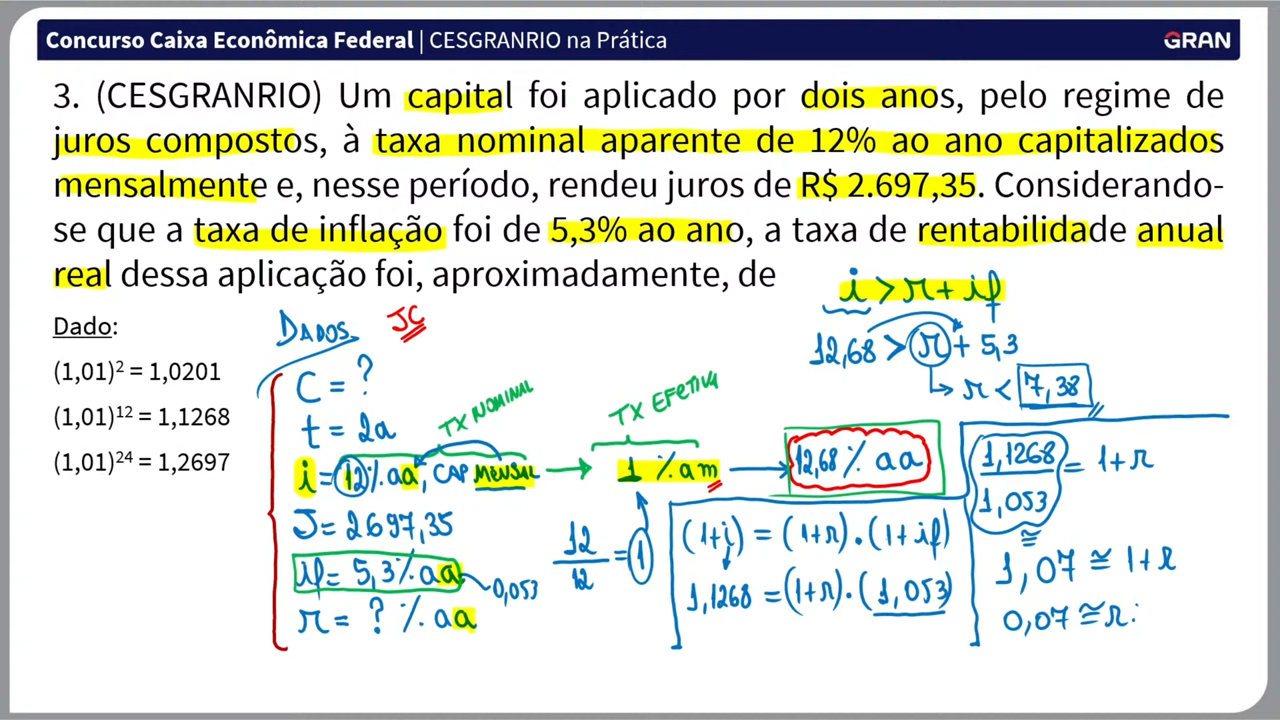 Concurso Caixa Econômica Federal | CESGRANRIO na Prática
GRAN
3. (CESGRANRIO) Um capital foi aplicado por dois anos, pelo regime de
juros compostos, à taxa nominal aparente de 12% ao ano capitalizados
mensalmente e, nesse período, rendeu juros de R$ 2.697,35. Considerando-
se que a taxa de inflação foi de 5,3% ao ano, a taxa de rentabilidade anual
real dessa aplicação foi, aproximadamente, de
Dado:
(1,01)² = 1,0201
(1,01)¹² = 1,1268
(1,01)²⁴ = 1,2697
DADOS
JC
C = ?
t = 2a
i = 12% aa, CAP MENSAL
J = 2697,35
if = 5,3% aa
0,053
r = ? % aa
TX NOMINAL
TX EFETIVA
1 % am
12,68 % aa
12/12 = 1
i > r + if
12,68 > r + 5,3
r < 7,38
(1+i) = (1+r) . (1+if)
1,1268 = (1+r) . (1,053)
1,1268/1,053 = 1+r
≅
1,07 ≅ 1+r
0,07 ≅ r.